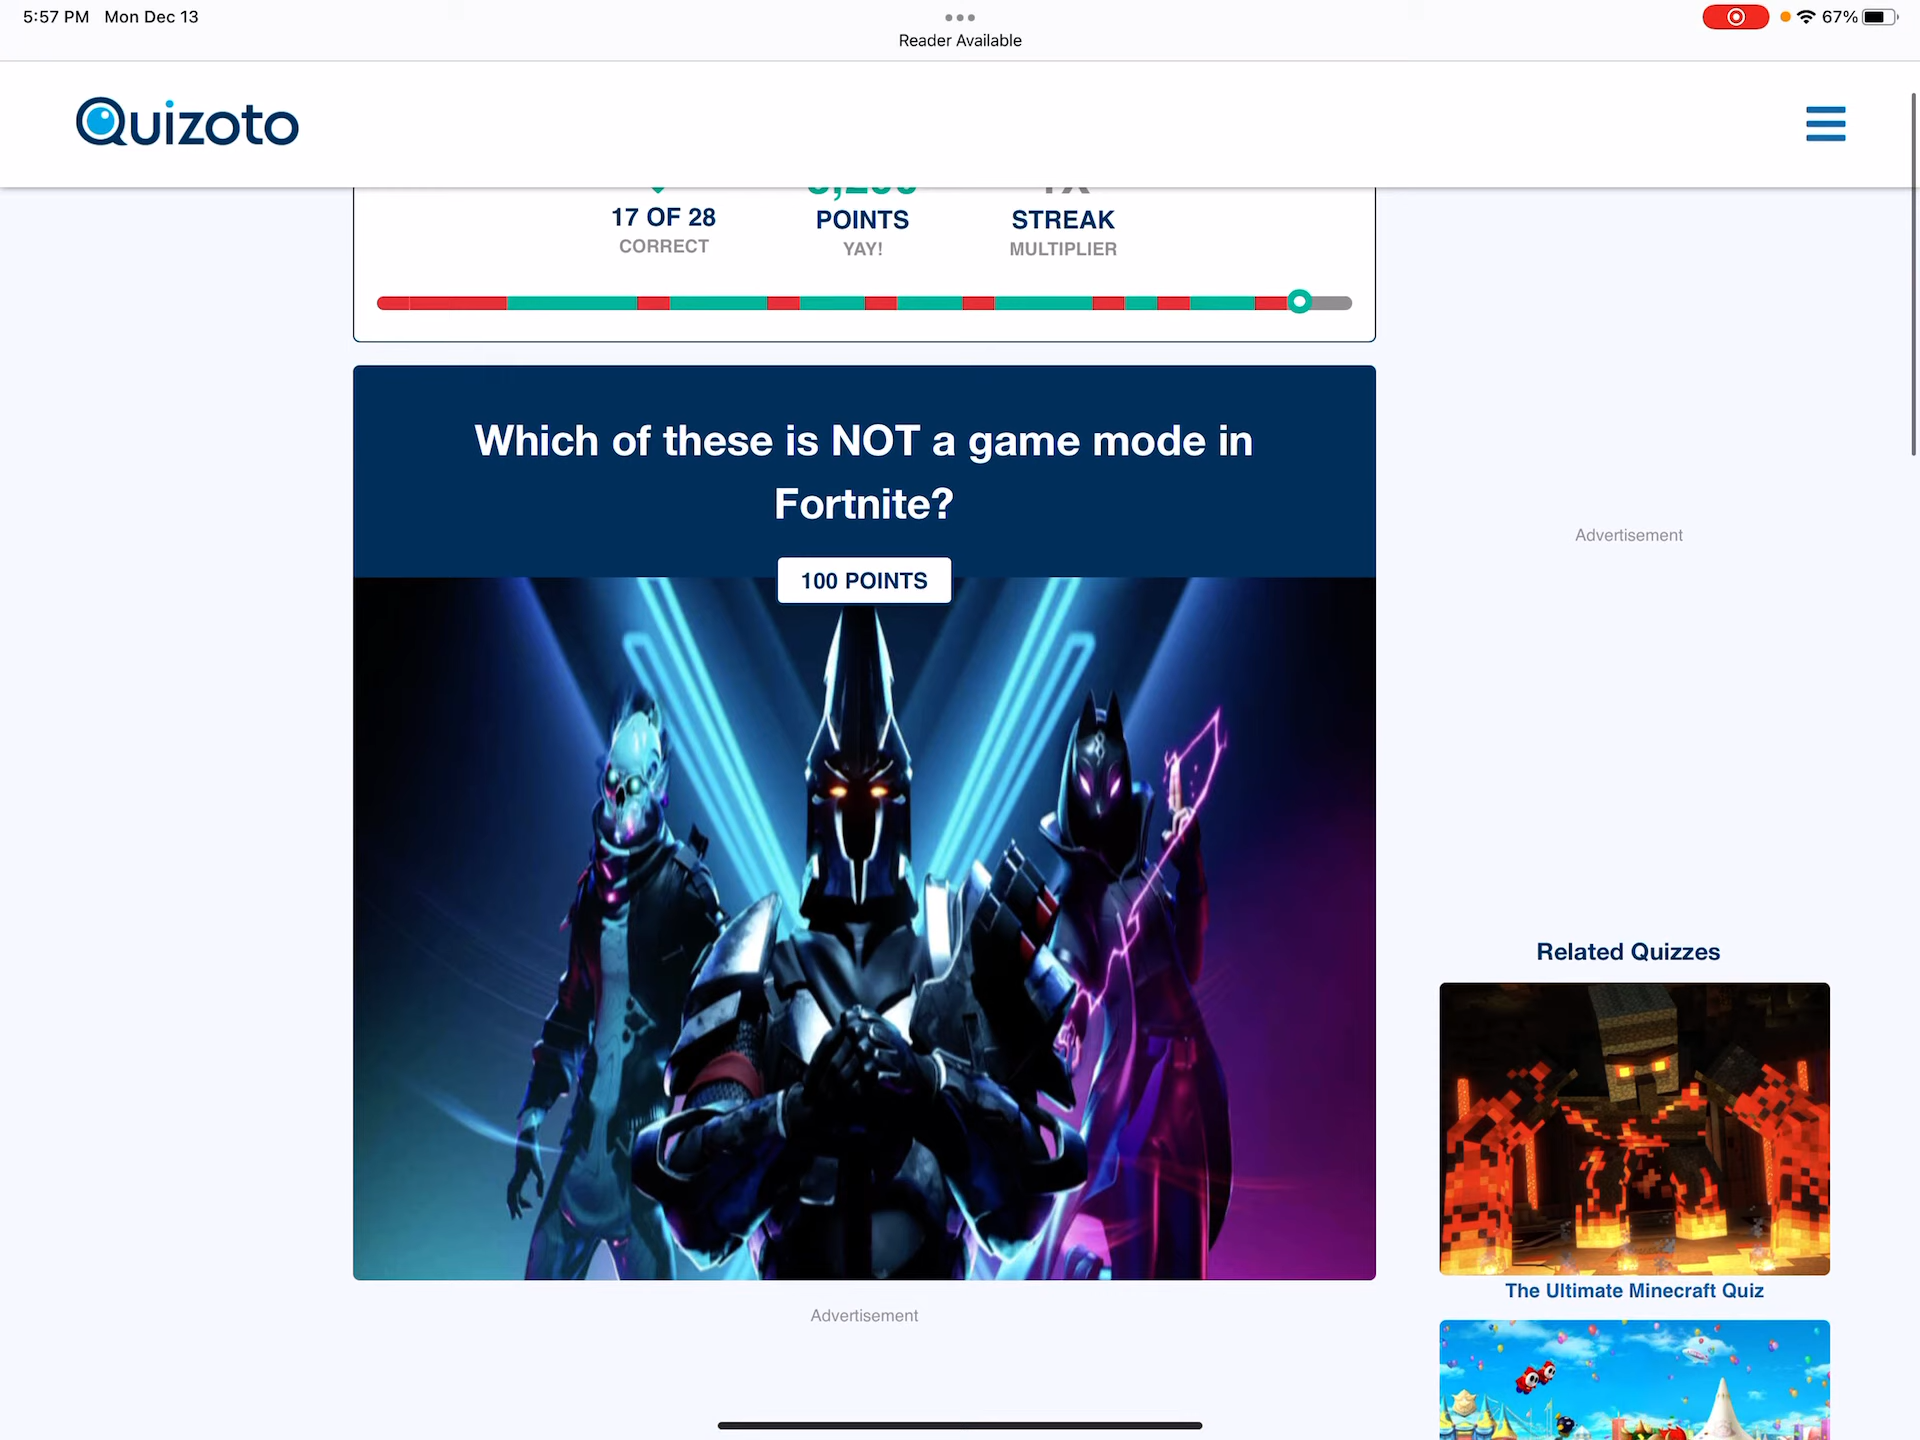 5:57 PM Mon Dec 13
Reader Available
67%
Quizoto
17 OF 28
CORRECT
POINTS
YAY!
STREAK
MULTIPLIER
Which of these is NOT a game mode in
Fortnite?
100 POINTS
Advertisement
Related Quizzes
The Ultimate Minecraft Quiz
Advertisement